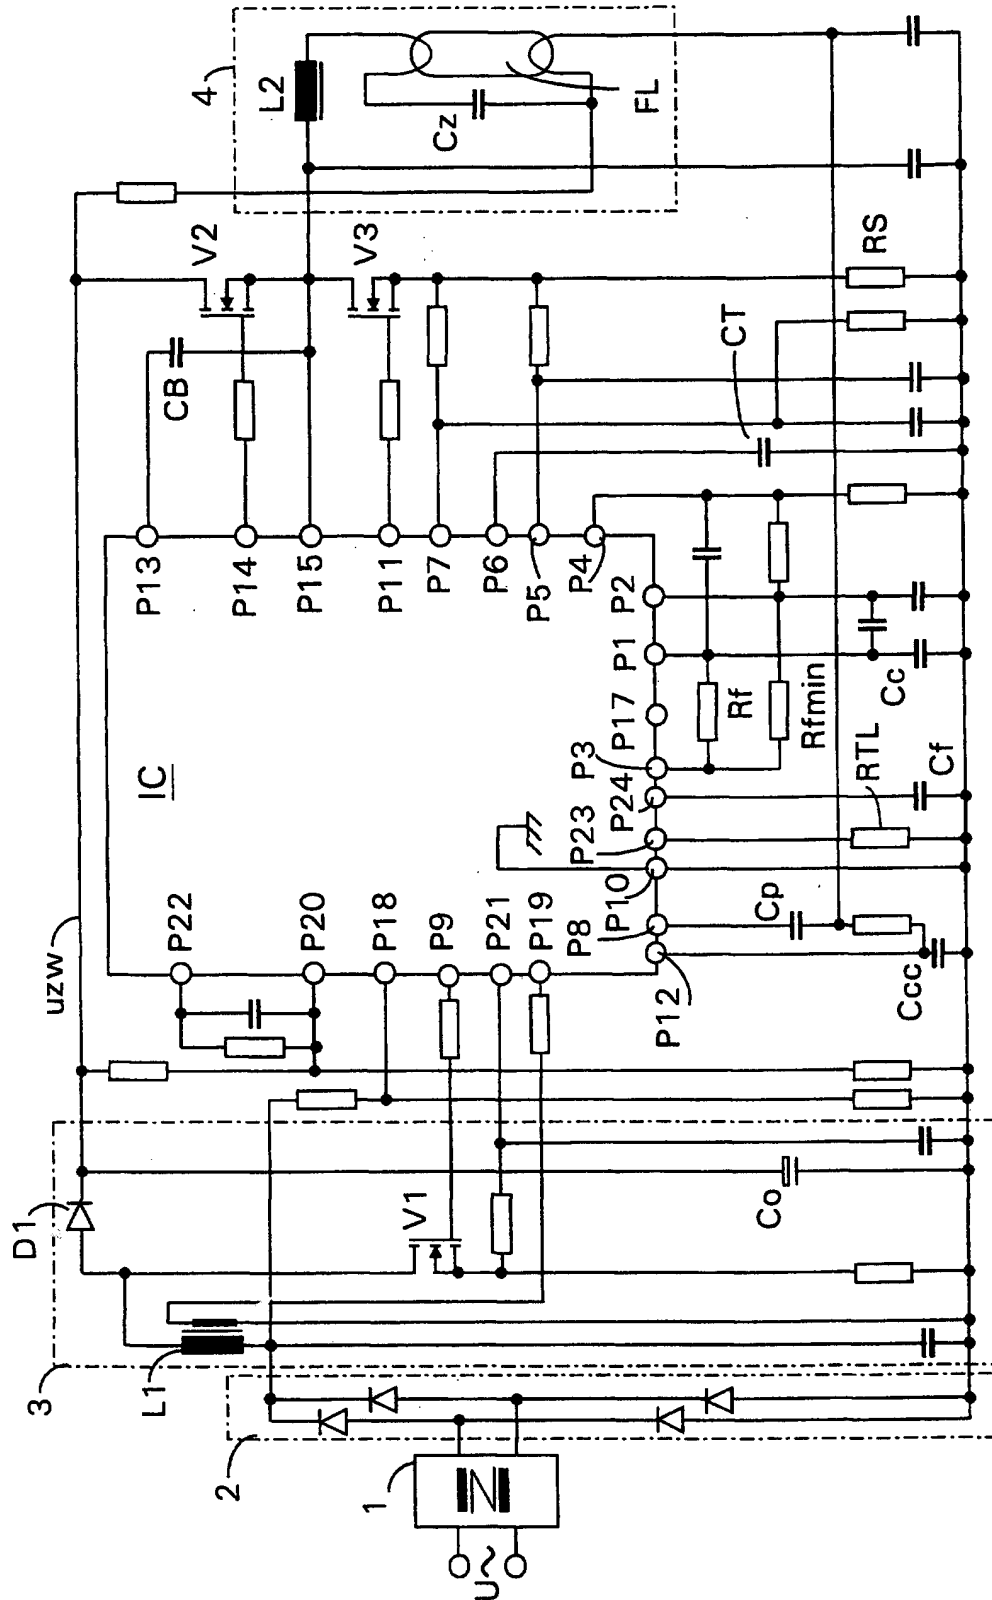 4
L2
Cz
FL
uzw
V2
V3
CB
RS
CT
P13
P14
P15
P11
P7
P6
P5
P4
IC
P2
P1
P17
P3
P24
P23
P10
P8
P12
Rf
Rfmin
Cc
RTL
Cf
Cp
Ccc
P22
P20
P18
P9
P21
P19
D1
V1
Co
3
L1
2
1
U~